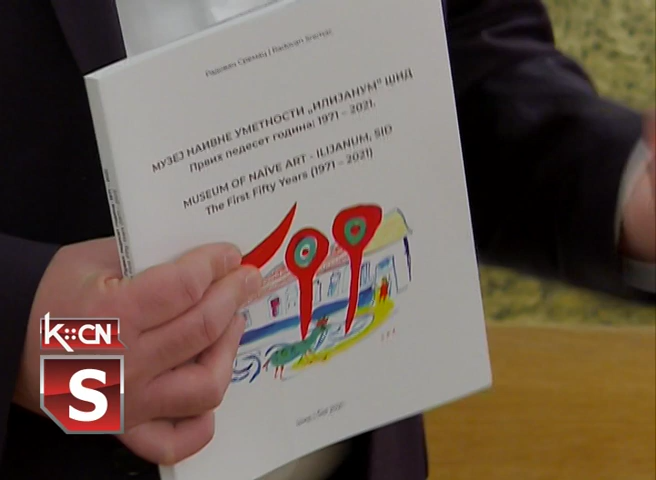 Радован Сремац | Radovan Sremac
МУЗЕЈ НАИВНЕ УМЕТНОСТИ „ИЛИЈАНУМ“ ШИД
Првих педесет година: 1971 – 2021.
MUSEUM OF NAÏVE ART - ILIJANUM, SID
The First Fifty Years (1971 – 2021)
K::CN
S